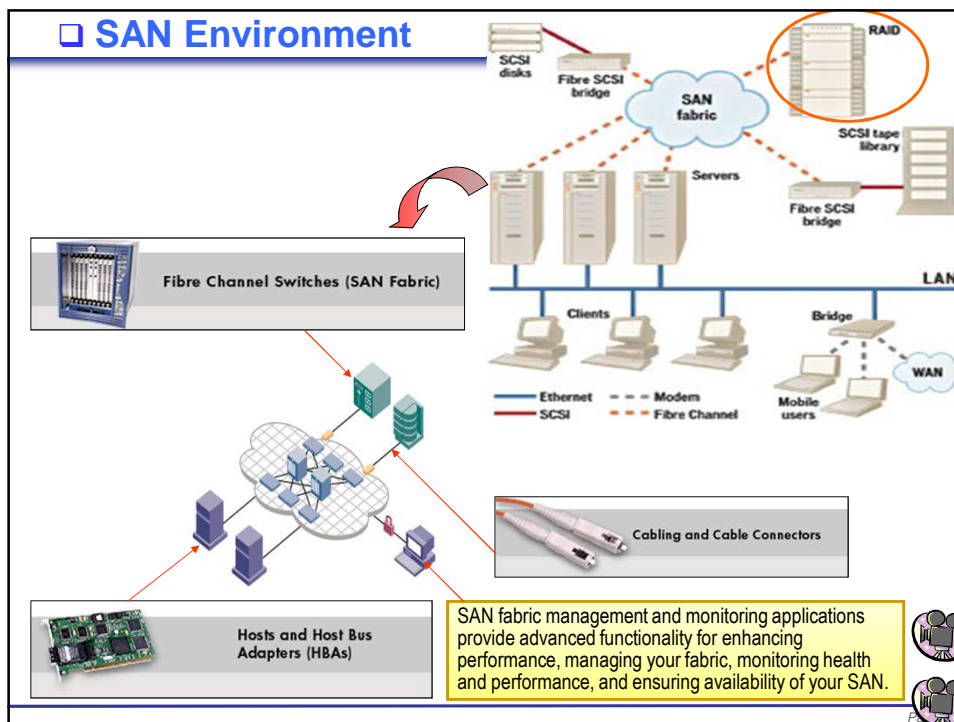 SAN Environment
SCSI
disks
Fibre SCSI
bridge
SAN
fabric
RAID
SCSI tape
library
Servers
Fibre SCSI
bridge
Fibre Channel Switches (SAN Fabric)
LAN
Clients
Bridge
WAN
Mobile
users
Ethernet
Modem
SCSI
Fibre Channel
Cabling and Cable Connectors
Hosts and Host Bus
Adapters (HBAs)
SAN fabric management and monitoring applications
provide advanced functionality for enhancing
performance, managing your fabric, monitoring health
and performance, and ensuring availability of your SAN.